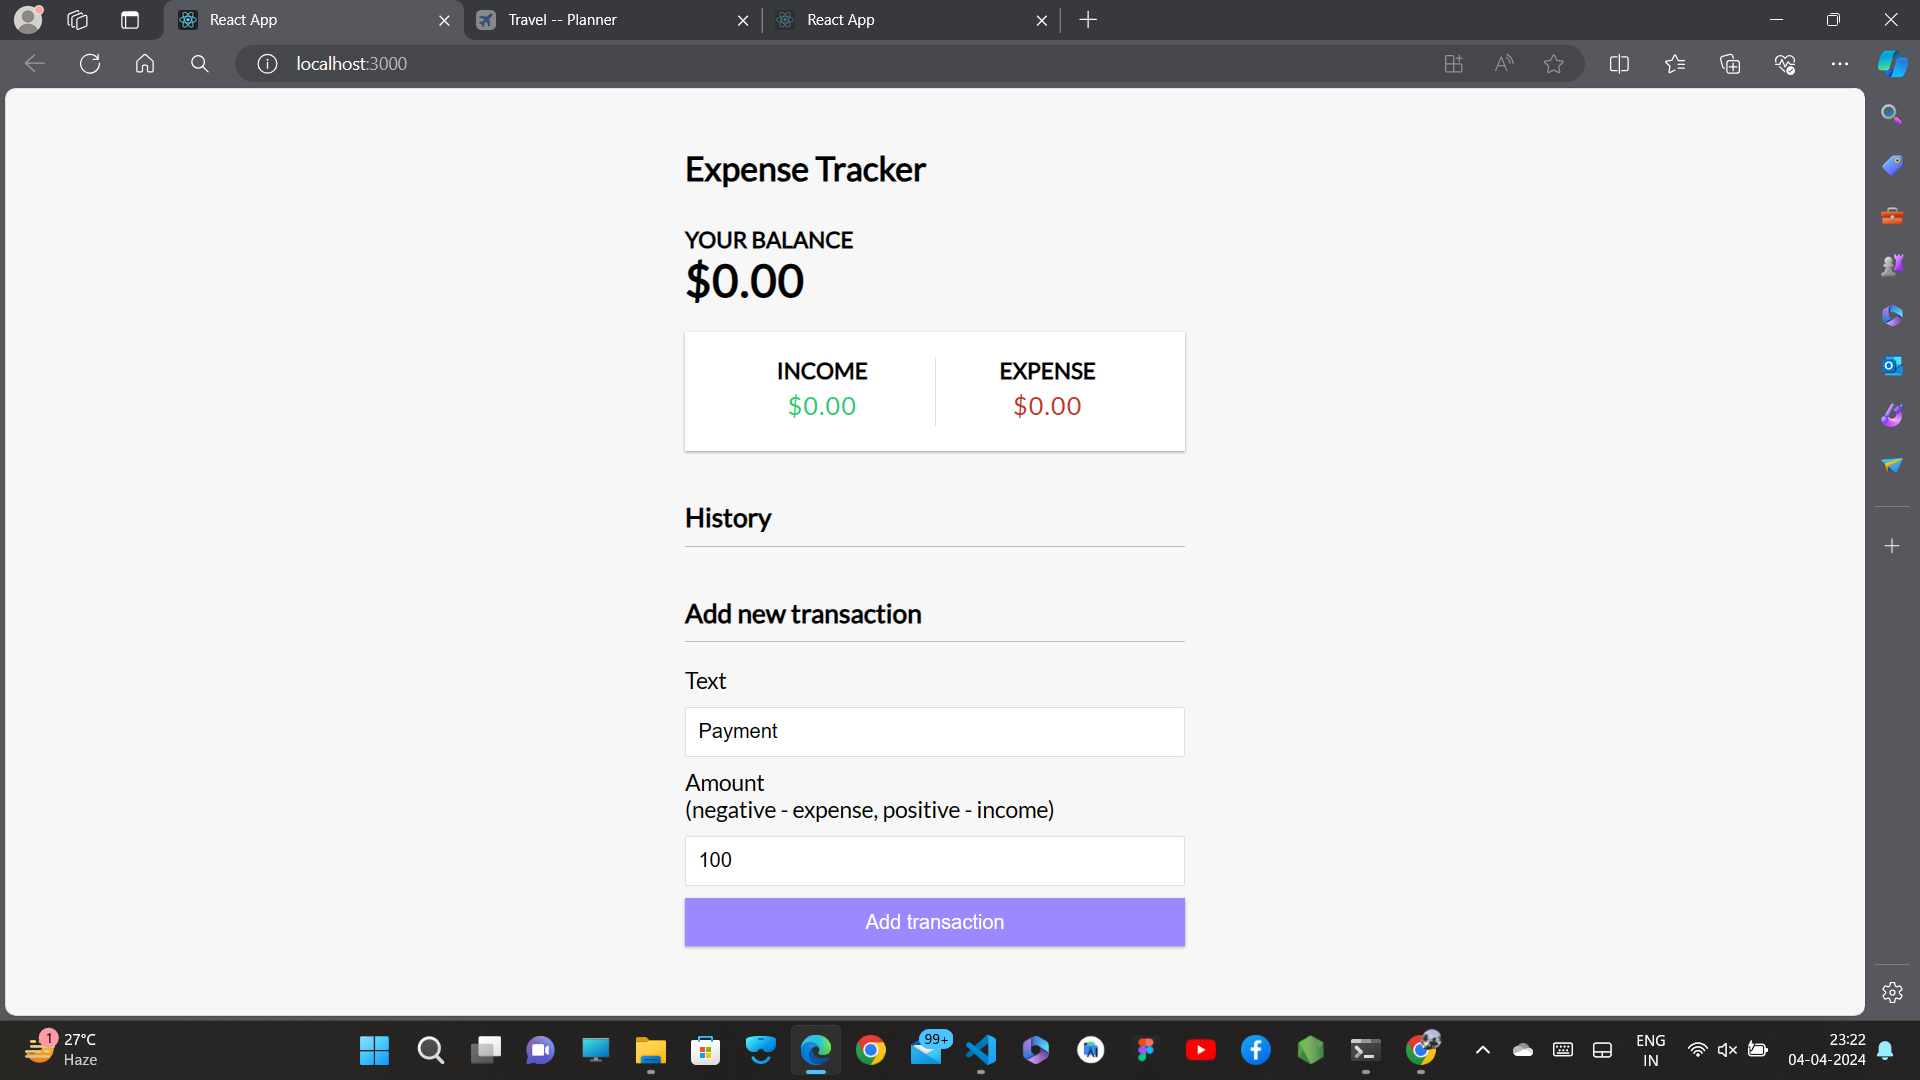 React App
Travel -- Planner
React App
localhost:3000
Expense Tracker
YOUR BALANCE
$0.00
INCOME
EXPENSE
$0.00
$0.00
History
Add new transaction
Text
Payment
Amount
(negative - expense, positive - income)
100
Add transaction
1
27°C
Haze
99+
ENG
IN
23:22
04-04-2024